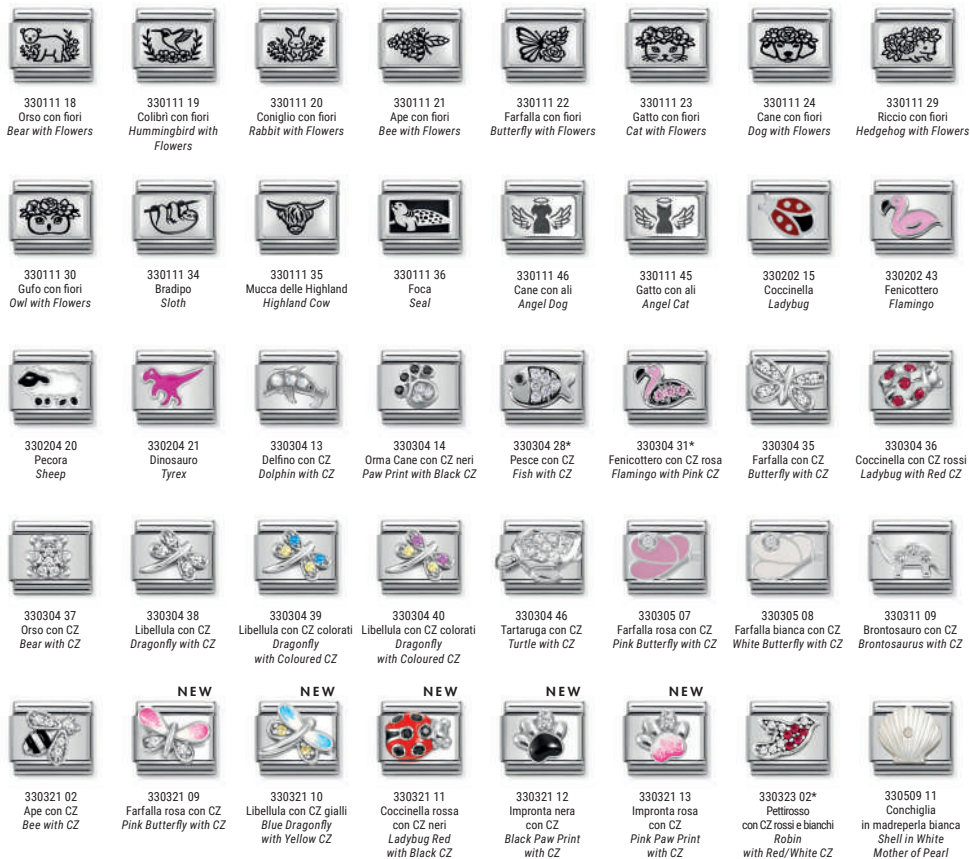 330111 18
Orso con fiori
Bear with Flowers
330111 19
Colibrì con fiori
Hummingbird with
Flowers
330111 20
Coniglio con fiori
Rabbit with Flowers
330111 21
Ape con fiori
Bee with Flowers
330111 22
Farfalla con fiori
Butterfly with Flowers
330111 23
Gatto con fiori
Cat with Flowers
330111 24
Cane con fiori
Dog with Flowers
330111 29
Riccio con fiori
Hedgehog with Flowers
330111 30
Gufo con fiori
Owl with Flowers
330111 34
Bradipo
Sloth
330111 35
Mucca delle Highland
Highland Cow
330111 36
Foca
Seal
330111 46
Cane con ali
Angel Dog
330111 45
Gatto con ali
Angel Cat
330202 15
Coccinella
Ladybug
330202 43
Fenicottero
Flamingo
330204 20
Pecora
Sheep
330204 21
Dinosauro
Tyrex
330304 13
Delfino con CZ
Dolphin with CZ
330304 14
Orma Cane con CZ neri
Paw Print with Black CZ
330304 28*
Pesce con CZ
Fish with CZ
330304 31*
Fenicottero con CZ rosa
Flamingo with Pink CZ
330304 35
Farfalla con CZ
Butterfly with CZ
330304 36
Coccinella con CZ rossi
Ladybug with Red CZ
330304 37
Orso con CZ
Bear with CZ
330304 38
Libellula con CZ
Dragonfly with CZ
330304 39
Libellula con CZ colorati
Dragonfly
with Coloured CZ
330304 40
Libellula con CZ colorati
Dragonfly
with Coloured CZ
330304 46
Tartaruga con CZ
Turtle with CZ
330305 07
Farfalla rosa con CZ
Pink Butterfly with CZ
330305 08
Farfalla bianca con CZ
White Butterfly with CZ
330311 09
Brontosauro con CZ
Brontosaurus with CZ
330321 02
Ape con CZ
Bee with CZ
NEW
330321 09
Farfalla rosa con CZ
Pink Butterfly with CZ
NEW
330321 10
Libellula con CZ gialli
Blue Dragonfly
with Yellow CZ
NEW
330321 11
Coccinella rossa
con CZ neri
Ladybug Red
with Black CZ
NEW
330321 12
Impronta nera
con CZ
Black Paw Print
with CZ
NEW
330321 13
Impronta rosa
con CZ
Pink Paw Print
with CZ
330323 02*
Pettirosso
con CZ rossi e bianchi
Robin
with Red/White CZ
330509 11
Conchiglia
in madreperla bianca
Shell in White
Mother of Pearl